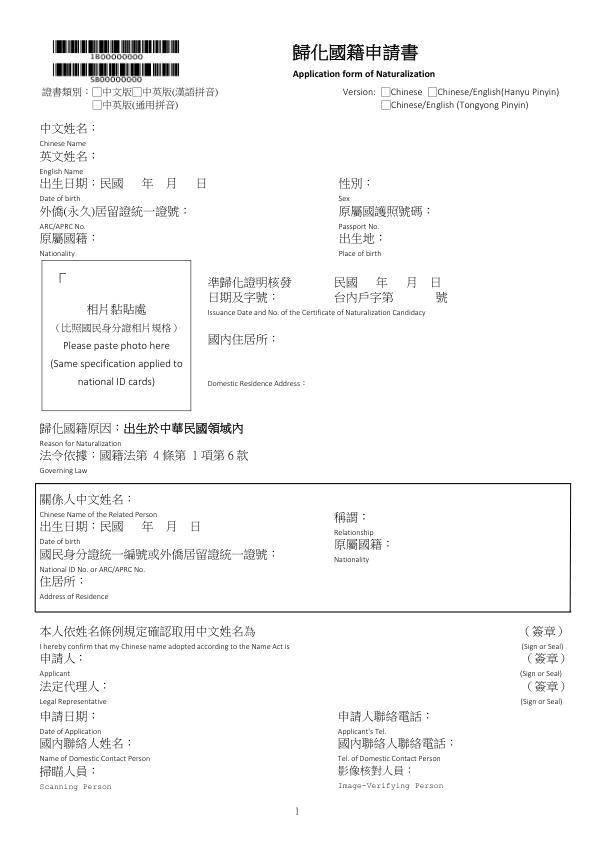 1B00000000
SB00000000
歸化國籍申請書
Application form of Naturalization
證書類別：□中文版□中英版(漢語拼音)
□中英版(通用拼音)
Version: □Chinese □Chinese/English(Hanyu Pinyin)
□Chinese/English (Tongyong Pinyin)
中文姓名：
Chinese Name
英文姓名：
English Name
出生日期：民國 年 月 日
Date of birth
性別：
Sex
外僑(永久)居留證統一證號：
ARC/APRC No.
原屬國護照號碼：
Passport No.
原屬國籍：
Nationality
出生地：
Place of birth
「
相片黏貼處
（比照國民身分證相片規格）
Please paste photo here
(Same specification applied to
national ID cards)
準歸化證明核發 民國 年 月 日
日期及字號： 台內戶字第 號
Issuance Date and No. of the Certificate of Naturalization Candidacy
國內住居所：
Domestic Residence Address：
歸化國籍原因：出生於中華民國領域內
Reason for Naturalization
法令依據：國籍法第 4 條第 1 項第 6 款
Governing Law
關係人中文姓名：
Chinese Name of the Related Person
稱謂：
Relationship
出生日期：民國 年 月 日
Date of birth
原屬國籍：
Nationality
國民身分證統一編號或外僑居留證統一證號：
National ID No. or ARC/APRC No.
住居所：
Address of Residence
本人依姓名條例規定確認取用中文姓名為 （簽章）
I hereby confirm that my Chinese name adopted according to the Name Act is (Sign or Seal)
申請人： （簽章）
Applicant (Sign or Seal)
法定代理人： （簽章）
Legal Representative (Sign or Seal)
申請日期： 申請人聯絡電話：
Date of Application Applicant's Tel.
國內聯絡人姓名： 國內聯絡人聯絡電話：
Name of Domestic Contact Person Tel. of Domestic Contact Person
掃瞄人員： 影像核對人員：
Scanning Person Image-Verifying Person
1